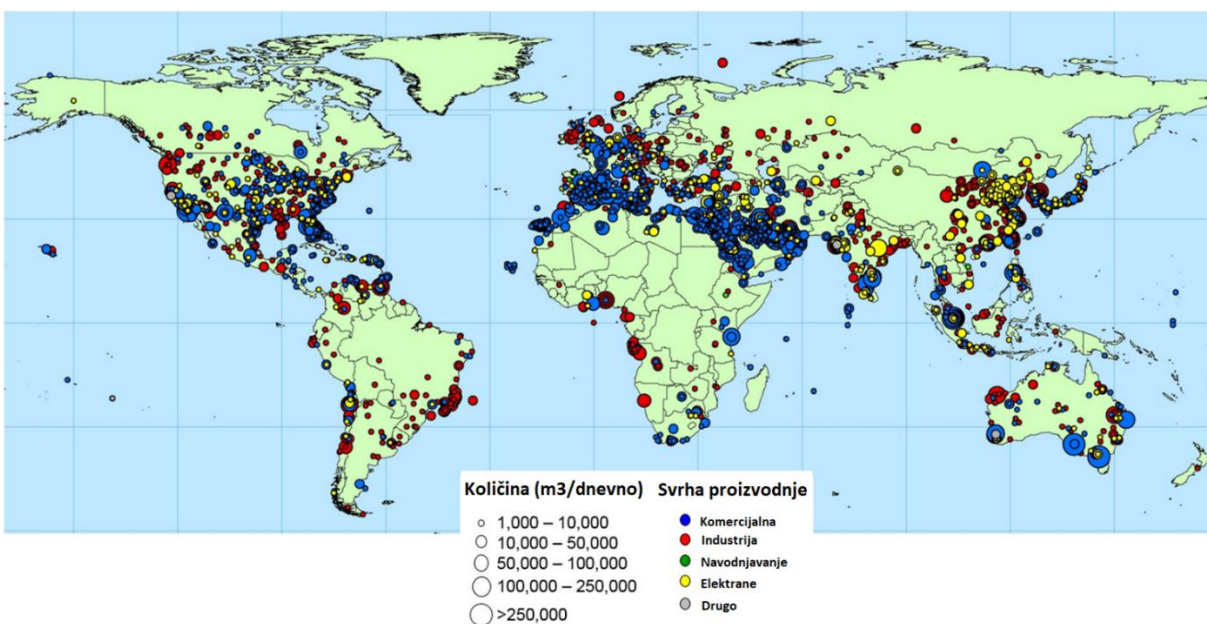 Količina (m3/dnevno)
1,000 – 10,000
10,000 – 50,000
50,000 – 100,000
100,000 – 250,000
>250,000
Svrha proizvodnje
Komercijalna
Industrija
Navodnjavanje
Elektrane
Drugo